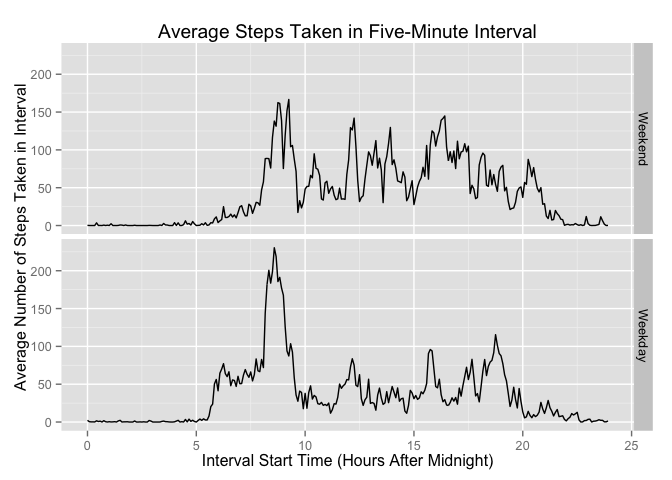 Average Steps Taken in Five-Minute Interval
Average Number of Steps Taken in Interval
200
150
100
50
0
Weekend
200
150
100
50
0
Weekday
0 5 10 15 20 25
Interval Start Time (Hours After Midnight)